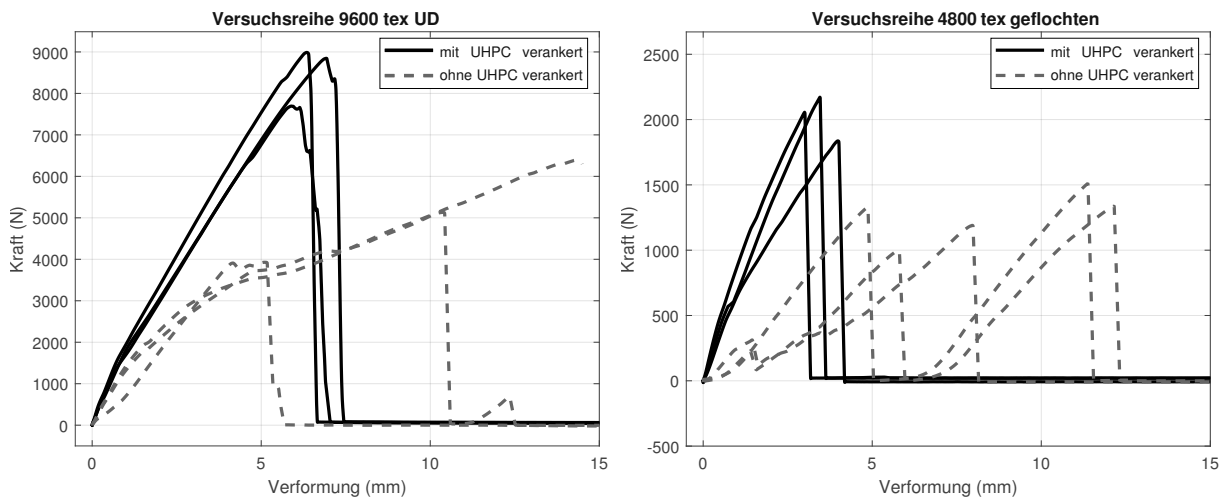 Versuchsreihe 9600 tex UD
mit UHPC verankert
ohne UHPC verankert
9000
8000
7000
6000
5000
4000
3000
2000
1000
0
Kraft (N)
0 5 10 15
Verformung (mm)
Versuchsreihe 4800 tex geflochten
mit UHPC verankert
ohne UHPC verankert
2500
2000
1500
1000
500
0
-500
Kraft (N)
0 5 10 15
Verformung (mm)